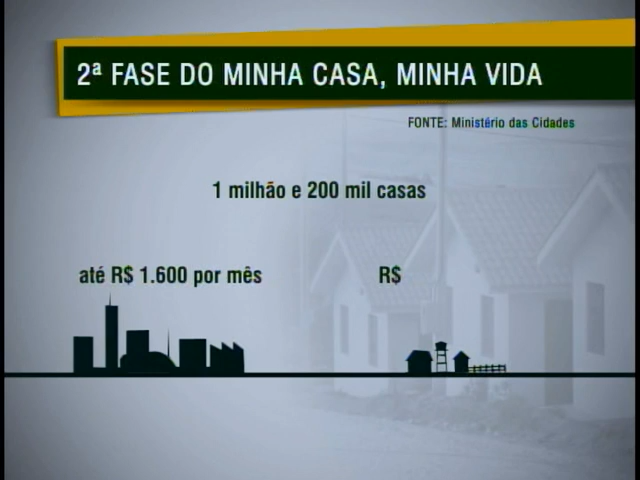 2ª FASE DO MINHA CASA, MINHA VIDA
FONTE: Ministério das Cidades
1 milhão e 200 mil casas
até R$ 1.600 por mês
R$